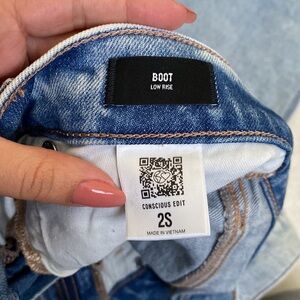 BOOT
LOW RISE
CONSCIOUS EDIT
2S
MADE IN VIETNAM